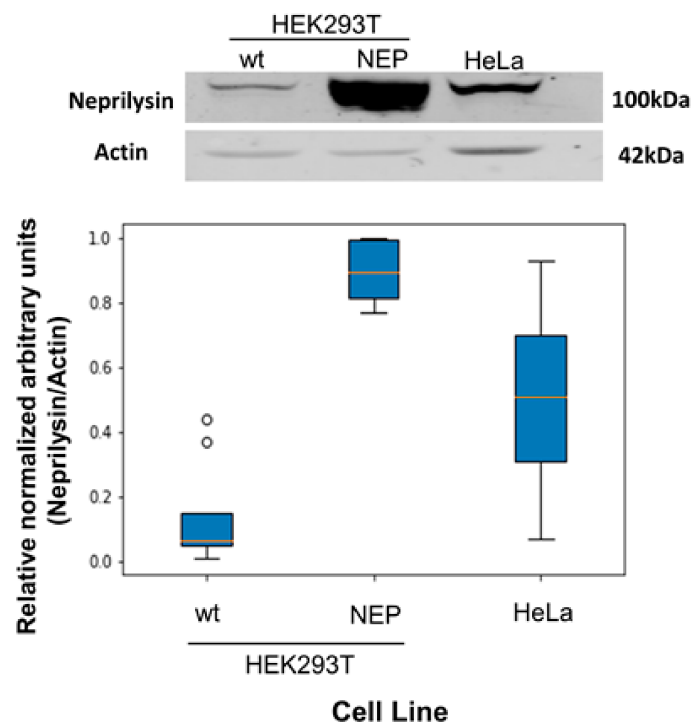 HEK293T
wt NEP HeLa
Neprilysin 100kDa
Actin 42kDa
Relative normalized arbitrary units
(Neprilysin/Actin)
1.0
0.8
0.6
0.4
0.2
0.0
wt NEP HeLa
HEK293T
Cell Line